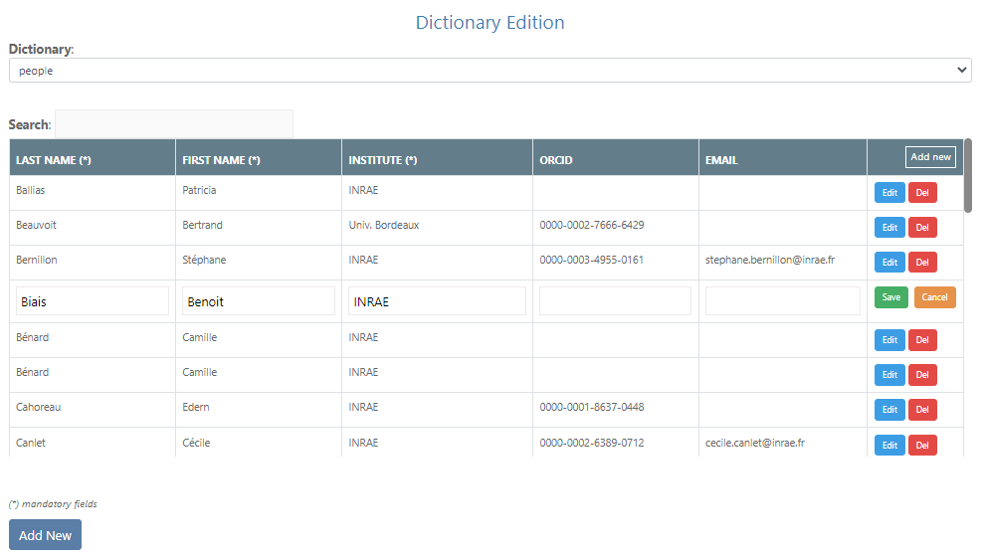 Dictionary Edition
Dictionary:
people
Search:
LAST NAME (*) FIRST NAME (*) INSTITUTE (*) ORCID EMAIL Add new
Ballias Patricia INRAE Edit Del
Beauvoit Bertrand Univ. Bordeaux 0000-0002-7666-6429 Edit Del
Bernillon Stéphane INRAE 0000-0003-4955-0161 stephane.bernillon@inrae.fr Edit Del
Biais Benoit INRAE Save Cancel
Bénard Camille INRAE Edit Del
Bénard Camille INRAE Edit Del
Cahoreau Edern INRAE 0000-0001-8637-0448 Edit Del
Canlet Cécile INRAE 0000-0002-6389-0712 cecile.canlet@inrae.fr Edit Del
(*) mandatory fields
Add New